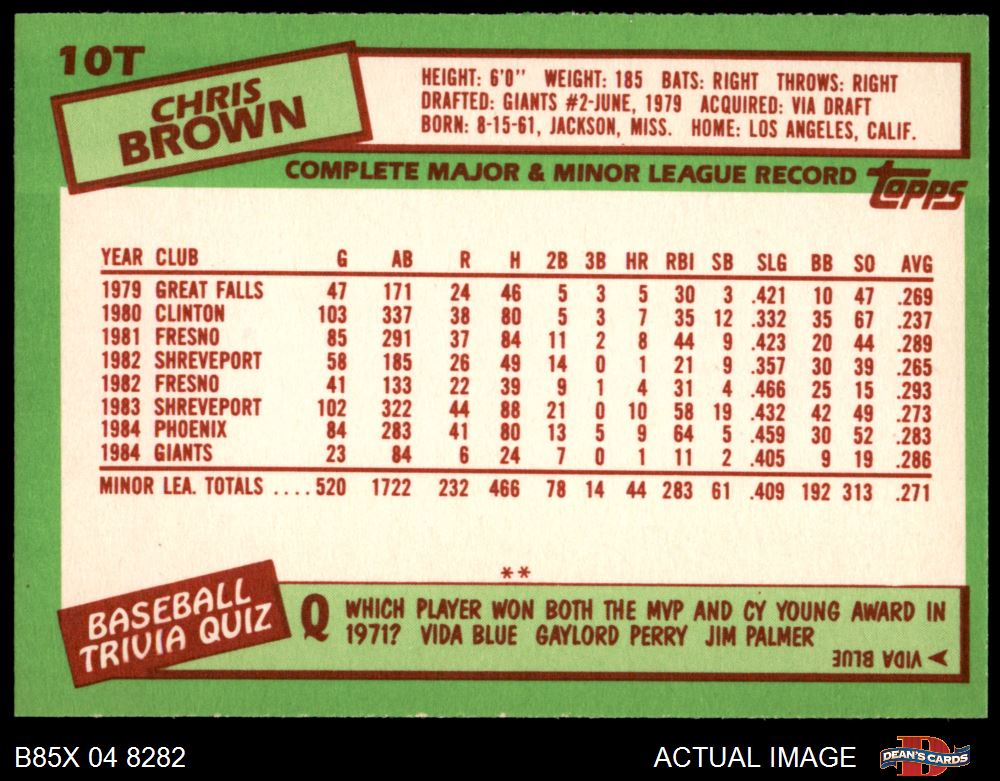 10T
CHRIS
BROWN
HEIGHT: 6'0" WEIGHT: 185 BATS: RIGHT THROWS: RIGHT
DRAFTED: GIANTS #2-JUNE, 1979 ACQUIRED: VIA DRAFT
BORN: 8-15-61, JACKSON, MISS. HOME: LOS ANGELES, CALIF.
COMPLETE MAJOR & MINOR LEAGUE RECORD topps
YEAR CLUB G AB R H 2B 3B HR RBI SB SLG BB SO AVG
1979 GREAT FALLS 47 171 24 46 5 3 5 30 3 .421 10 47 .269
1980 CLINTON 103 337 38 80 5 3 7 35 12 .332 35 67 .237
1981 FRESNO 85 291 37 84 11 2 8 44 9 .423 20 44 .289
1982 SHREVEPORT 58 185 26 49 14 0 1 21 9 .357 30 39 .265
1982 FRESNO 41 133 22 39 9 1 4 31 4 .466 25 15 .293
1983 SHREVEPORT 102 322 44 88 21 0 10 58 19 .432 42 49 .273
1984 PHOENIX 84 283 41 80 13 5 9 64 5 .459 30 52 .283
1984 GIANTS 23 84 6 24 7 0 1 11 2 .405 9 19 .286
MINOR LEA. TOTALS ....520 1722 232 466 78 14 44 283 61 .409 192 313 .271
**
BASEBALL
TRIVIA QUIZ
Q WHICH PLAYER WON BOTH THE MVP AND CY YOUNG AWARD IN
1971? VIDA BLUE GAYLORD PERRY JIM PALMER
VIDA BLUE
B85X 04 8282 ACTUAL IMAGE DEAN'S CARDS